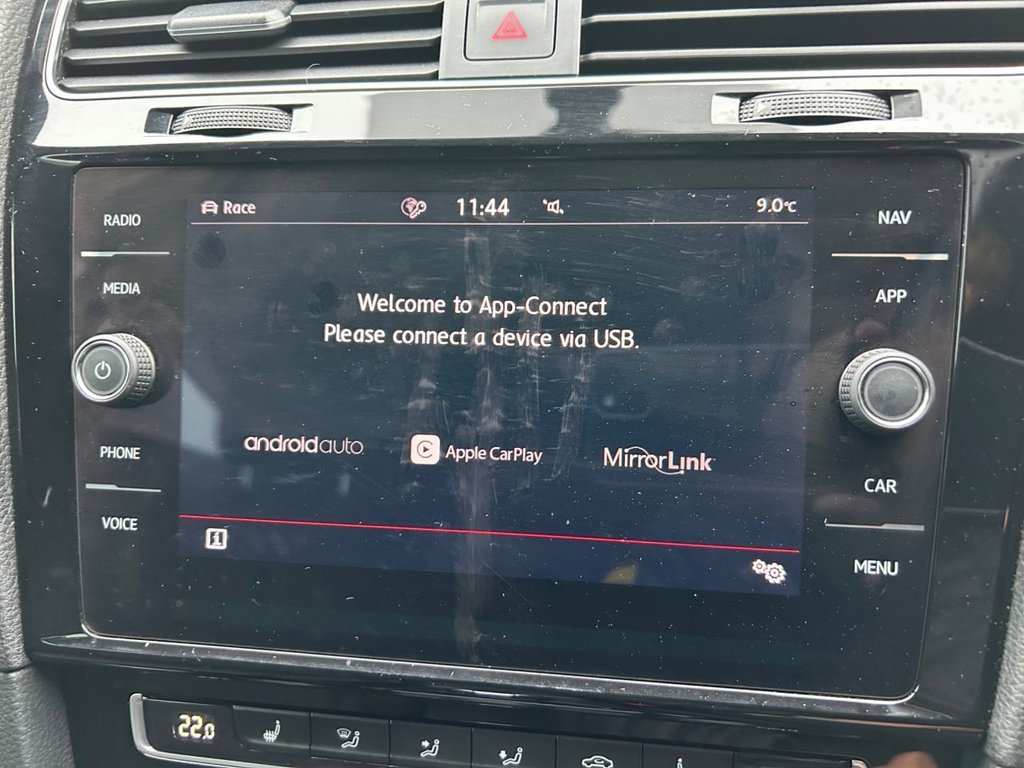 RADIO
MEDIA
PHONE
VOICE
Race 11:44 9.0°C
Welcome to App-Connect
Please connect a device via USB.
androidauto Apple CarPlay MirrorLink
i
NAV
APP
CAR
MENU
22.0